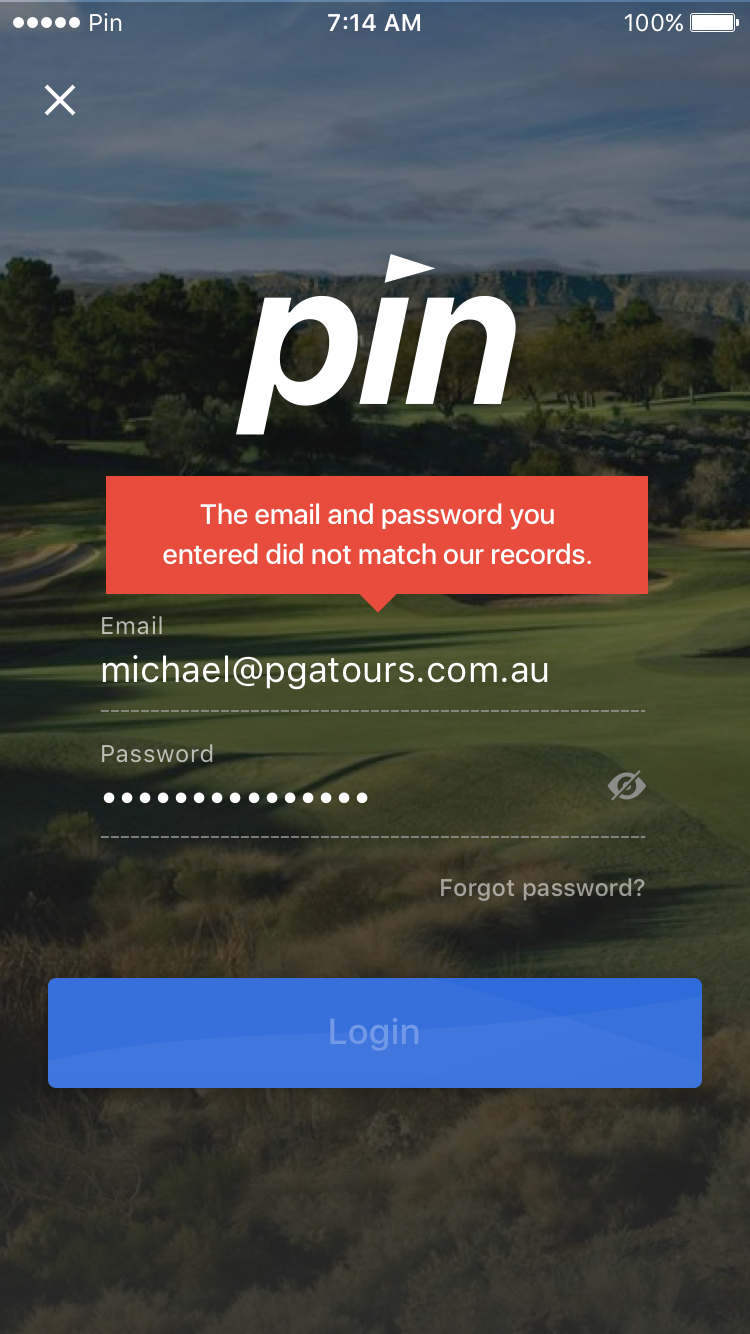 Pin 7:14 AM 100%
pin
The email and password you
entered did not match our records.
Email
michael@pgatours.com.au
Password
●●●●●●●●●●●●●●●
Forgot password?
Login